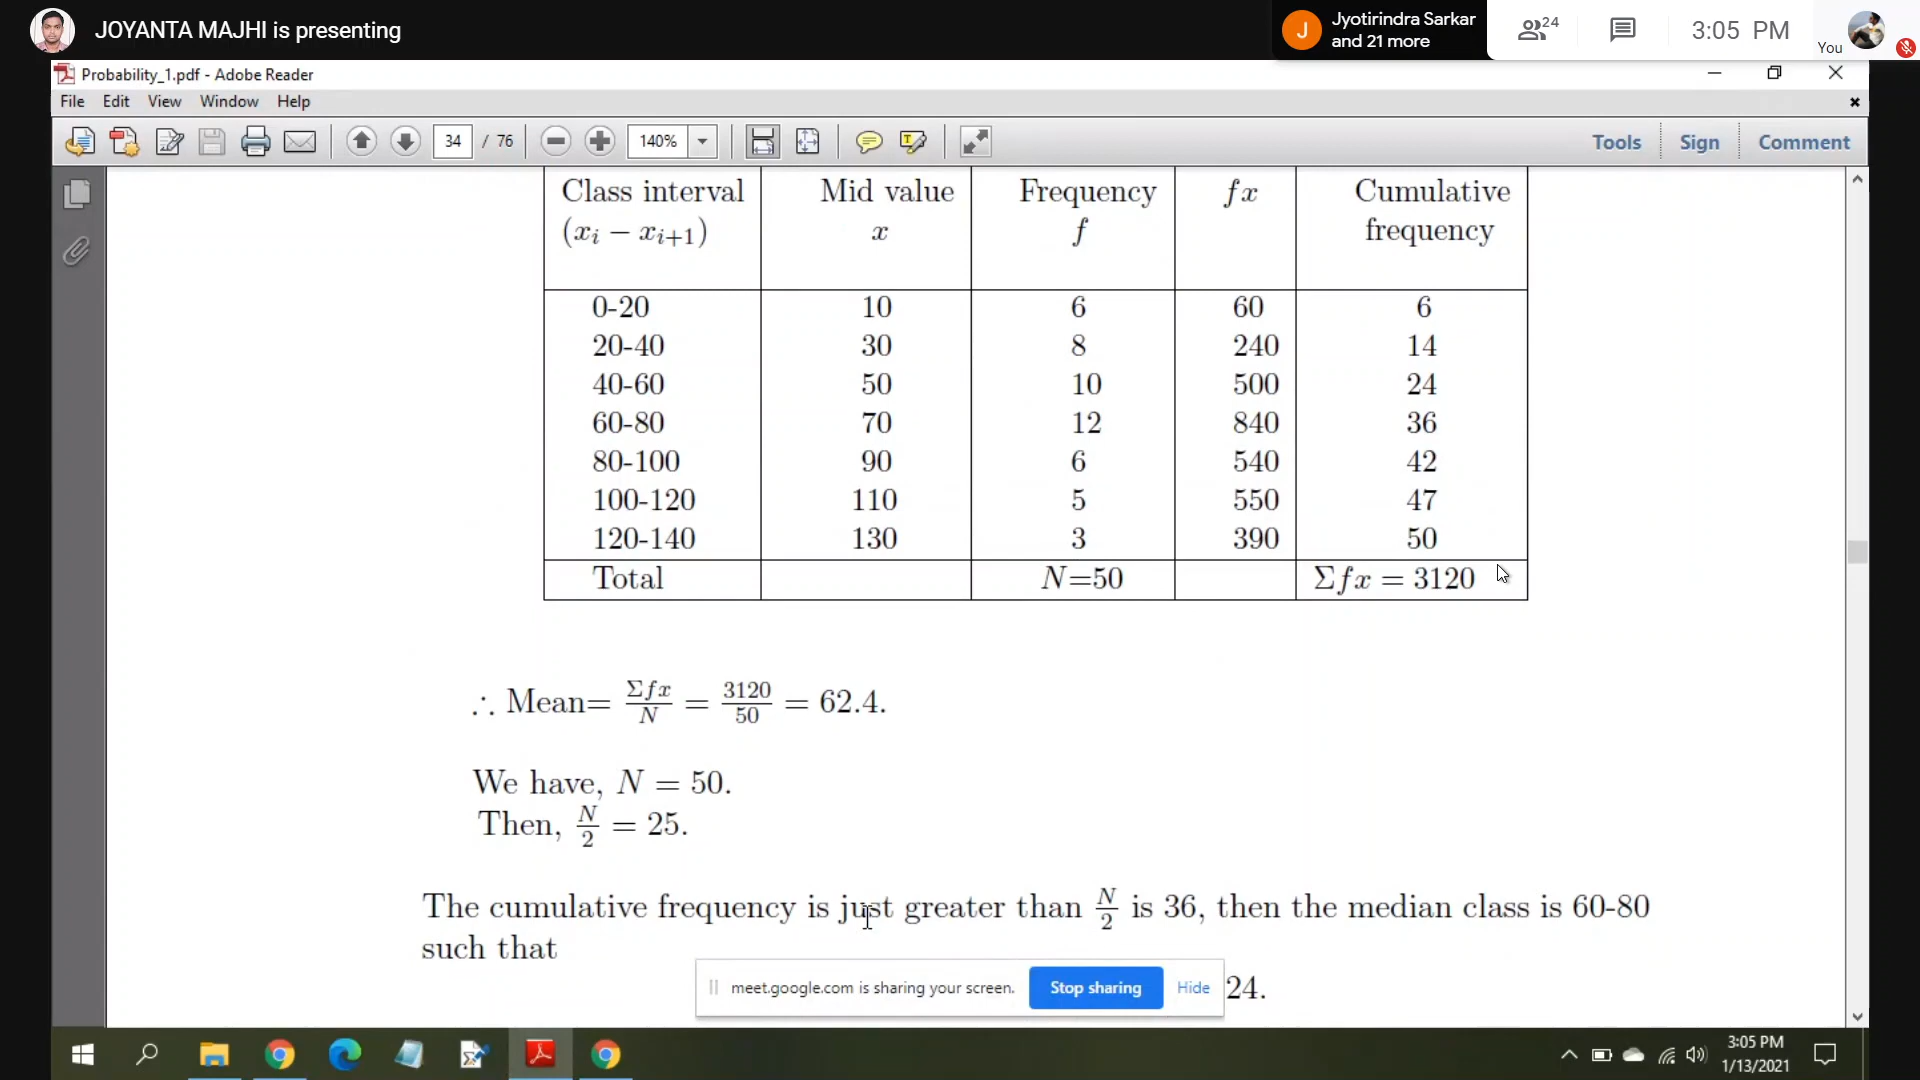 JOYANTA MAJHI is presenting
J
Jyotirindra Sarkar
and 21 more
24
3:05 PM
You
Probability_1.pdf - Adobe Reader
File Edit View Window Help
34 / 76 140% Tools Sign Comment
Class interval Mid value Frequency fx Cumulative
(xᵢ − xᵢ₊₁) x f frequency
0-20 10 6 60 6
20-40 30 8 240 14
40-60 50 10 500 24
60-80 70 12 840 36
80-100 90 6 540 42
100-120 110 5 550 47
120-140 130 3 390 50
Total N=50 Σfx = 3120
∴ Mean= Σfx/N = 3120/50 = 62.4.
We have, N = 50.
Then, N/2 = 25.
The cumulative frequency is just greater than N/2 is 36, then the median class is 60-80
such that
meet.google.com is sharing your screen. Stop sharing Hide 24.
3:05 PM
1/13/2021